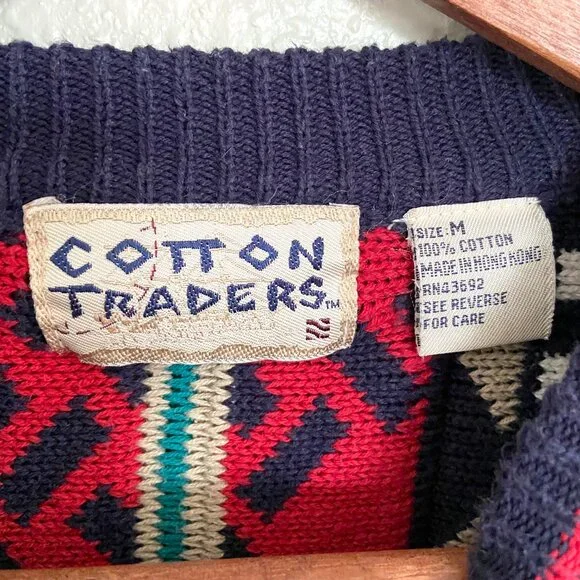 COTTON
TRADERS™
SIZE: M
100% COTTON
MADE IN HONG KONG
RN43692
SEE REVERSE
FOR CARE